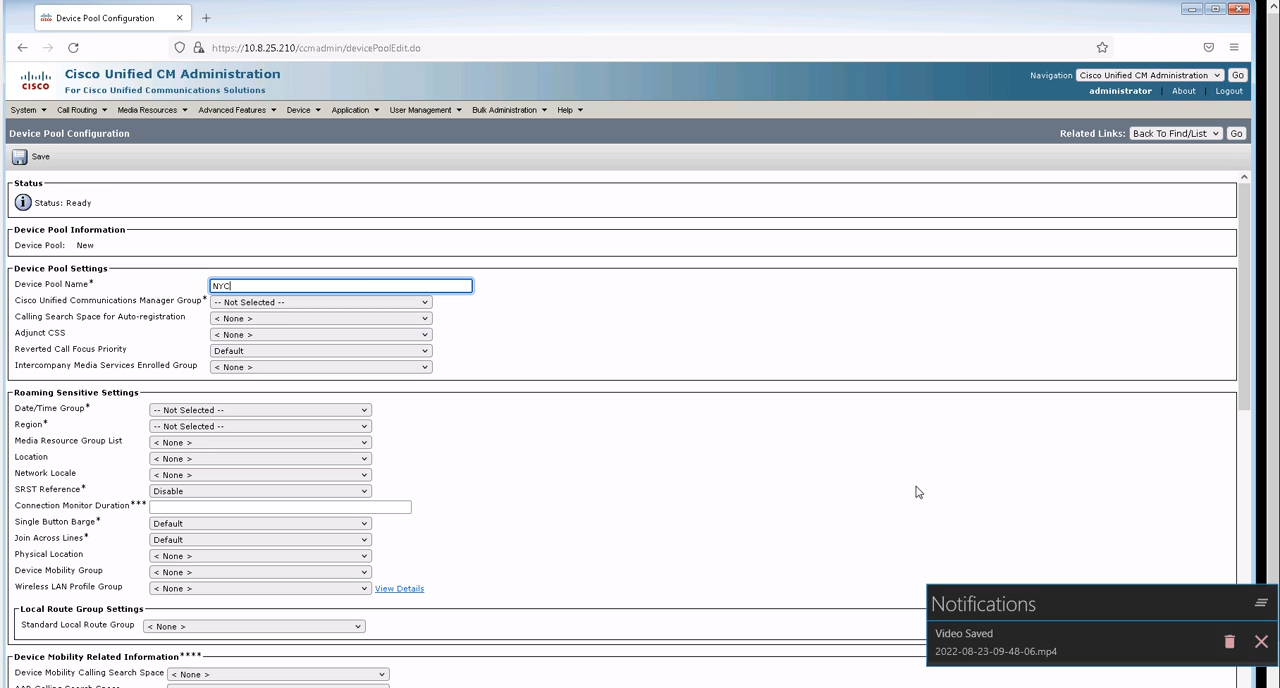 Device Pool Configuration
https://10.8.25.210/ccmadmin/devicePoolEdit.do
CISCO
Cisco Unified CM Administration
For Cisco Unified Communications Solutions
Navigation Cisco Unified CM Administration Go
administrator | About | Logout
System Call Routing Media Resources Advanced Features Device Application User Management Bulk Administration Help
Device Pool Configuration
Related Links: Back To Find/List Go
Save
Status
Status: Ready
Device Pool Information
Device Pool: New
Device Pool Settings
Device Pool Name* NYC
Cisco Unified Communications Manager Group* -- Not Selected --
Calling Search Space for Auto-registration < None >
Adjunct CSS < None >
Reverted Call Focus Priority Default
Intercompany Media Services Enrolled Group < None >
Roaming Sensitive Settings
Date/Time Group* -- Not Selected --
Region* -- Not Selected --
Media Resource Group List < None >
Location < None >
Network Locale < None >
SRST Reference* Disable
Connection Monitor Duration***
Single Button Barge* Default
Join Across Lines* Default
Physical Location < None >
Device Mobility Group < None >
Wireless LAN Profile Group < None > View Details
Local Route Group Settings
Standard Local Route Group < None >
Device Mobility Related Information****
Device Mobility Calling Search Space < None >
Notifications
Video Saved
2022-08-23-09-48-06.mp4